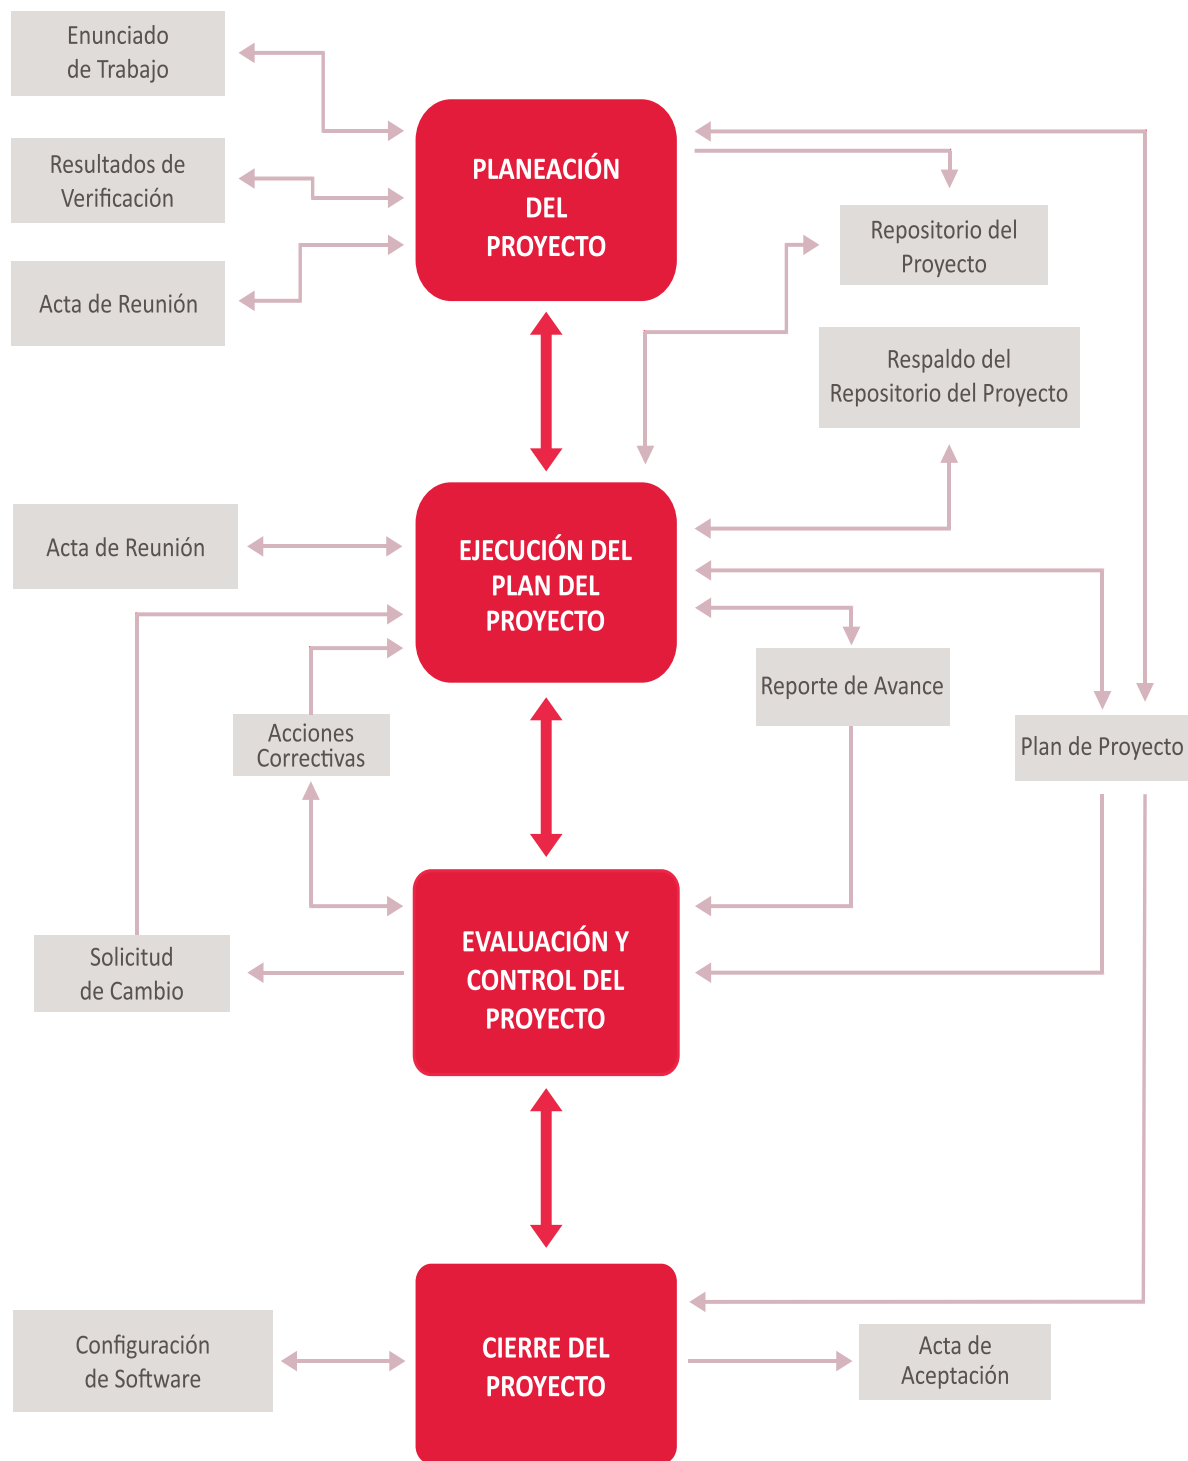 Enunciado
de Trabajo
Resultados de
Verificación
Acta de Reunión
PLANEACIÓN
DEL
PROYECTO
Repositorio del
Proyecto
Respaldo del
Repositorio del Proyecto
Acta de Reunión
EJECUCIÓN DEL
PLAN DEL
PROYECTO
Reporte de Avance
Plan de Proyecto
Acciones
Correctivas
Solicitud
de Cambio
EVALUACIÓN Y
CONTROL DEL
PROYECTO
Configuración
de Software
CIERRE DEL
PROYECTO
Acta de
Aceptación